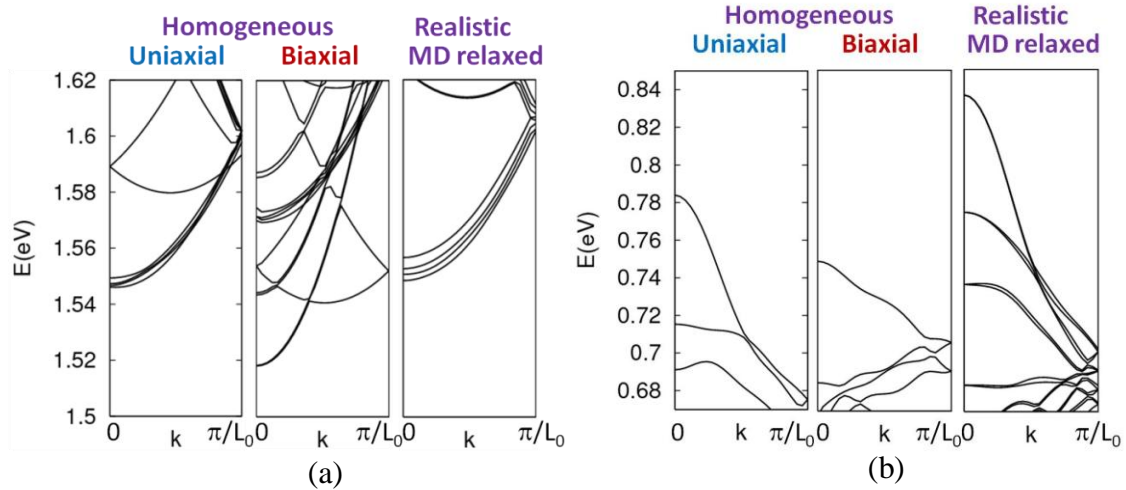 Homogeneous
Uniaxial
Biaxial
Realistic
MD relaxed
E(eV)
1.62
1.6
1.58
1.56
1.54
1.52
1.5
0
k
π/L0
0
k
π/L0
0
k
π/L0
(a)
Homogeneous
Uniaxial
Biaxial
Realistic
MD relaxed
E(eV)
0.84
0.82
0.8
0.78
0.76
0.74
0.72
0.7
0.68
0
k
π/L0
0
k
π/L0
0
k
π/L0
(b)